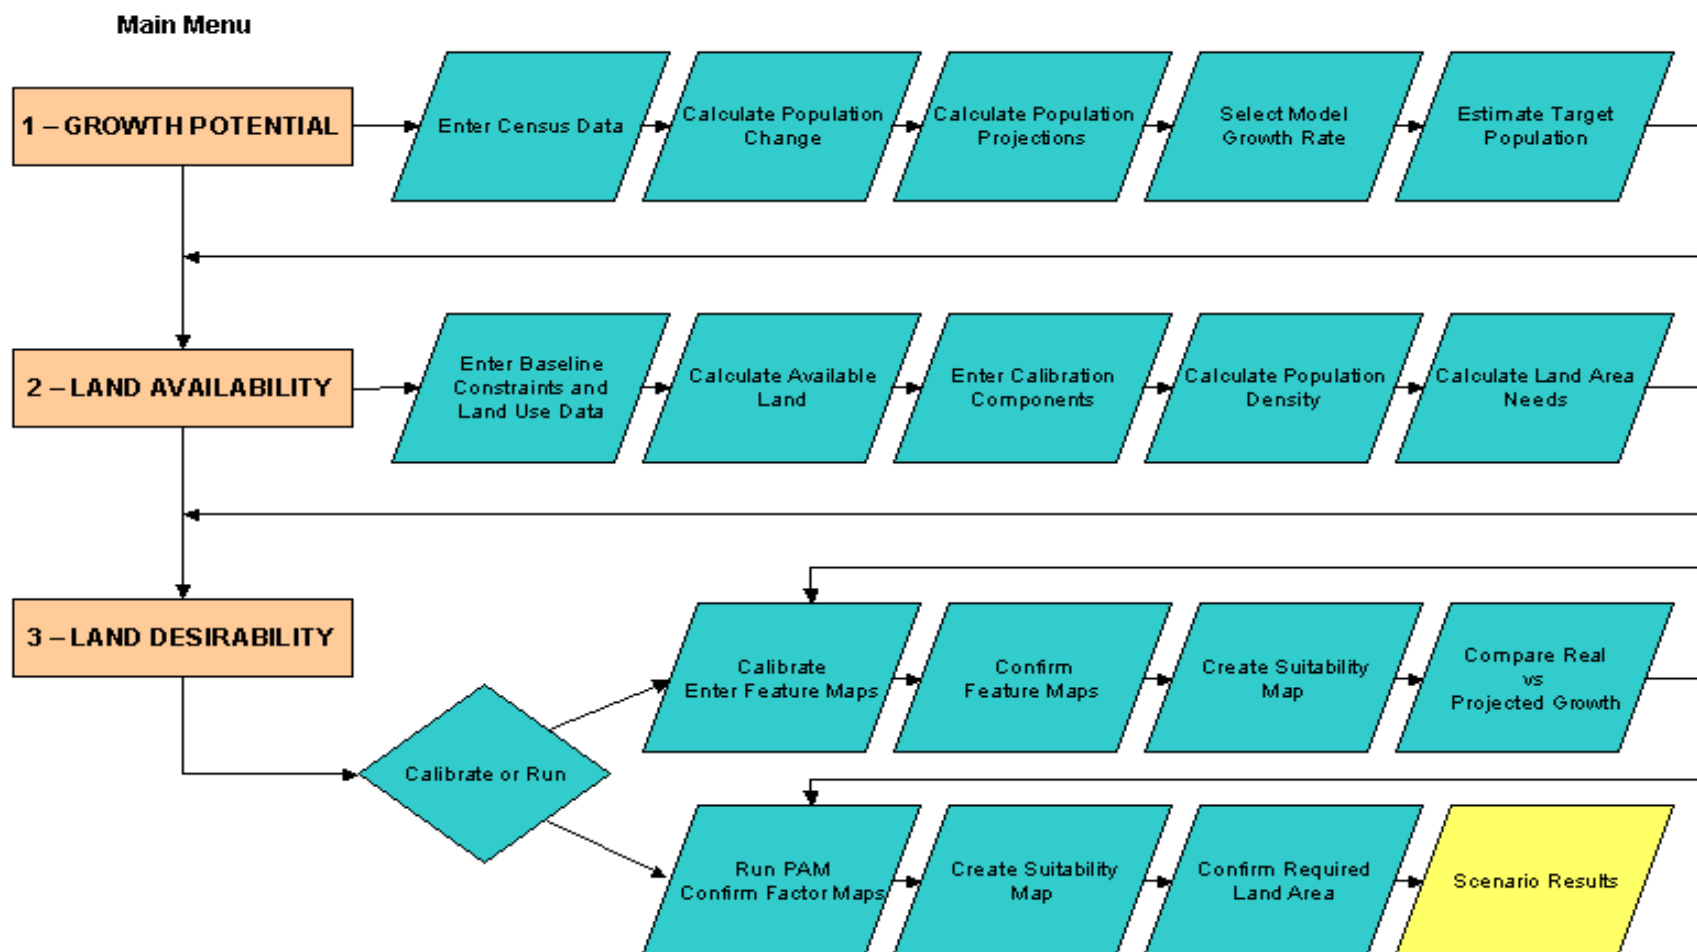 Main Menu
1 – GROWTH POTENTIAL
Enter Census Data
Calculate Population
Change
Calculate Population
Projections
Select Model
Growth Rate
Estimate Target
Population
2 – LAND AVAILABILITY
Enter Baseline
Constraints and
Land Use Data
Calculate Available
Land
Enter Calibration
Components
Calculate Population
Density
Calculate Land Area
Needs
3 – LAND DESIRABILITY
Calibrate or Run
Calibrate
Enter Feature Maps
Confirm
Feature Maps
Create Suitability
Map
Compare Real
vs
Projected Growth
Run PAM
Confirm Factor Maps
Create Suitability
Map
Confirm Required
Land Area
Scenario Results